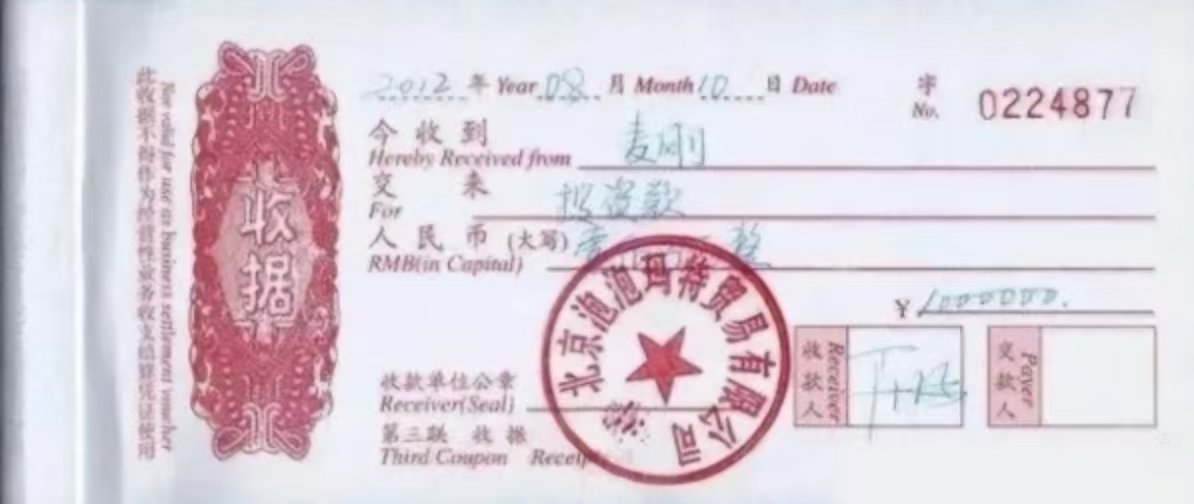 2012 年 Year 08 月 Month 10 日 Date
字 No. 0224877
今收到 麦刚
Hereby Received from
交来 投资款
For
人民币 (大写) 整
RMB(in Capital)
¥ 1000000.
收款单位公章
Receiver(Seal)
第三联 收据
Third Coupon Receipt
收款人 Receiver
交款人 Payer
北京泡泡玛特贸易有限公司
收据
Not valid for use as business settlement voucher
此收据不得作为经营性业务收支结算凭证使用